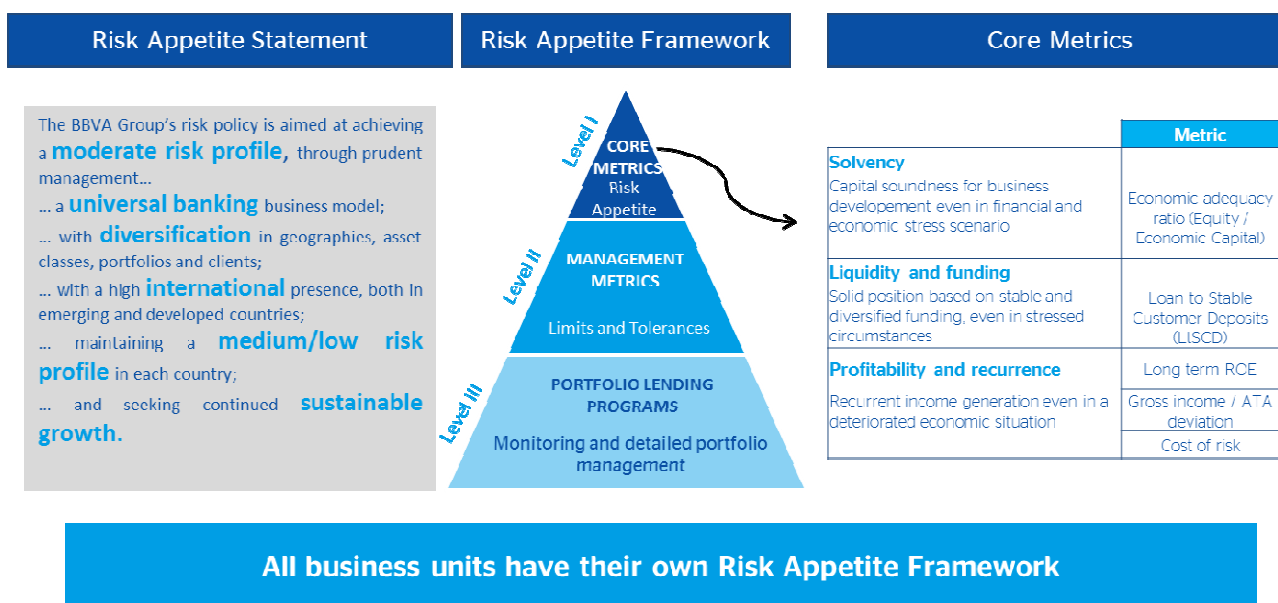 Risk Appetite Statement
Risk Appetite Framework
Core Metrics
The BBVA Group's risk policy is aimed at achieving
a moderate risk profile, through prudent
management...
... a universal banking business model;
... with diversification in geographies, asset
classes, portfolios and clients;
... with a high international presence, both in
emerging and developed countries;
... maintaining a medium/low risk
profile in each country;
... and seeking continued sustainable
growth.
Level I
CORE
METRICS
Risk
Appetite
Level II
MANAGEMENT
METRICS
Limits and Tolerances
Level III
PORTFOLIO LENDING
PROGRAMS
Monitoring and detailed portfolio
management
Metric
Solvency
Capital soundness for business
developement even in financial and
economic stress scenario
Economic adequacy
ratio (Equity /
Economic Capital)
Liquidity and funding
Solid position based on stable and
diversified funding, even in stressed
circumstances
Loan to Stable
Customer Deposits
(LtSCD)
Profitability and recurrence
Recurrent income generation even in a
deteriorated economic situation
Long term ROE
Gross income / ATA
deviation
Cost of risk
All business units have their own Risk Appetite Framework